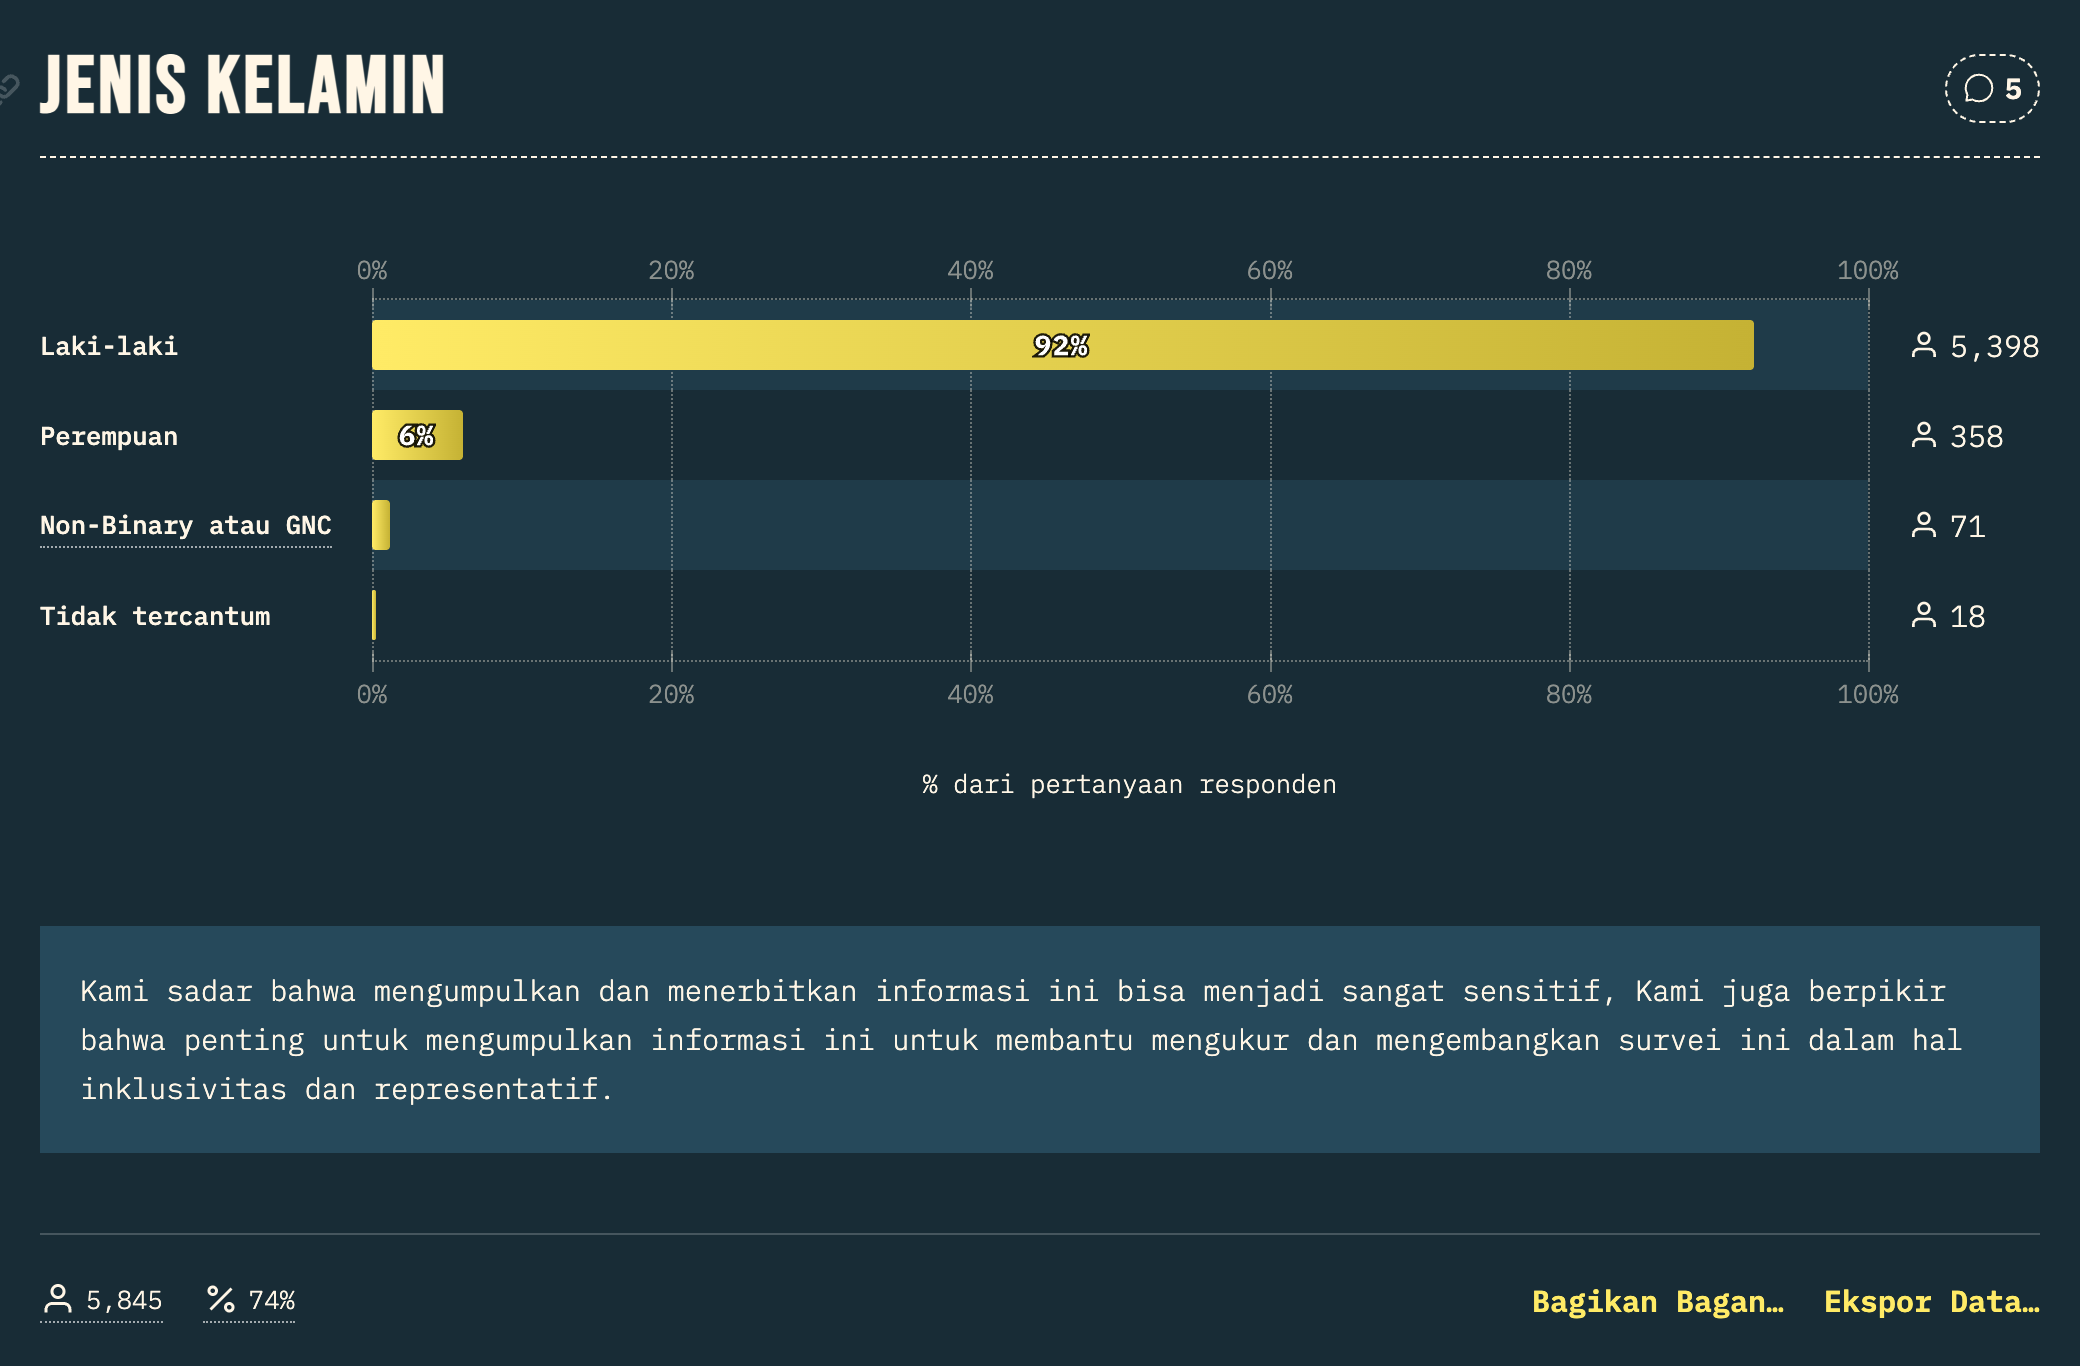 JENIS KELAMIN
5
0% 20% 40% 60% 80% 100%
Laki-laki 92% 5,398
Perempuan 6% 358
Non-Binary atau GNC 71
Tidak tercantum 18
0% 20% 40% 60% 80% 100%
% dari pertanyaan responden
Kami sadar bahwa mengumpulkan dan menerbitkan informasi ini bisa menjadi sangat sensitif, Kami juga berpikir
bahwa penting untuk mengumpulkan informasi ini untuk membantu mengukur dan mengembangkan survei ini dalam hal
inklusivitas dan representatif.
5,845 % 74% Bagikan Bagan… Ekspor Data…